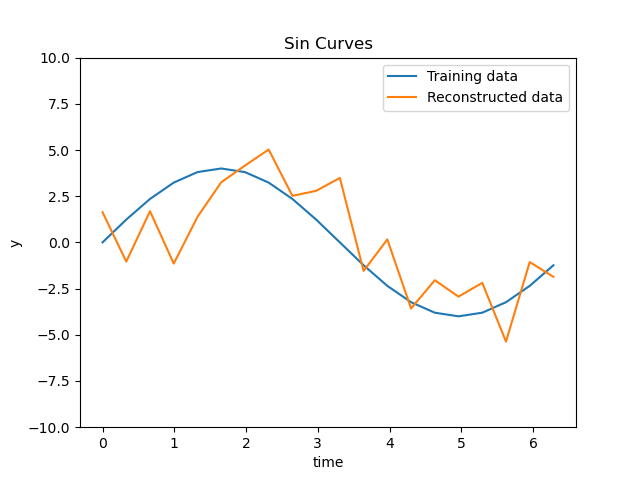 Sin Curves
Training data
Reconstructed data
10.0
7.5
5.0
2.5
0.0
−2.5
−5.0
−7.5
−10.0
y
0 1 2 3 4 5 6
time